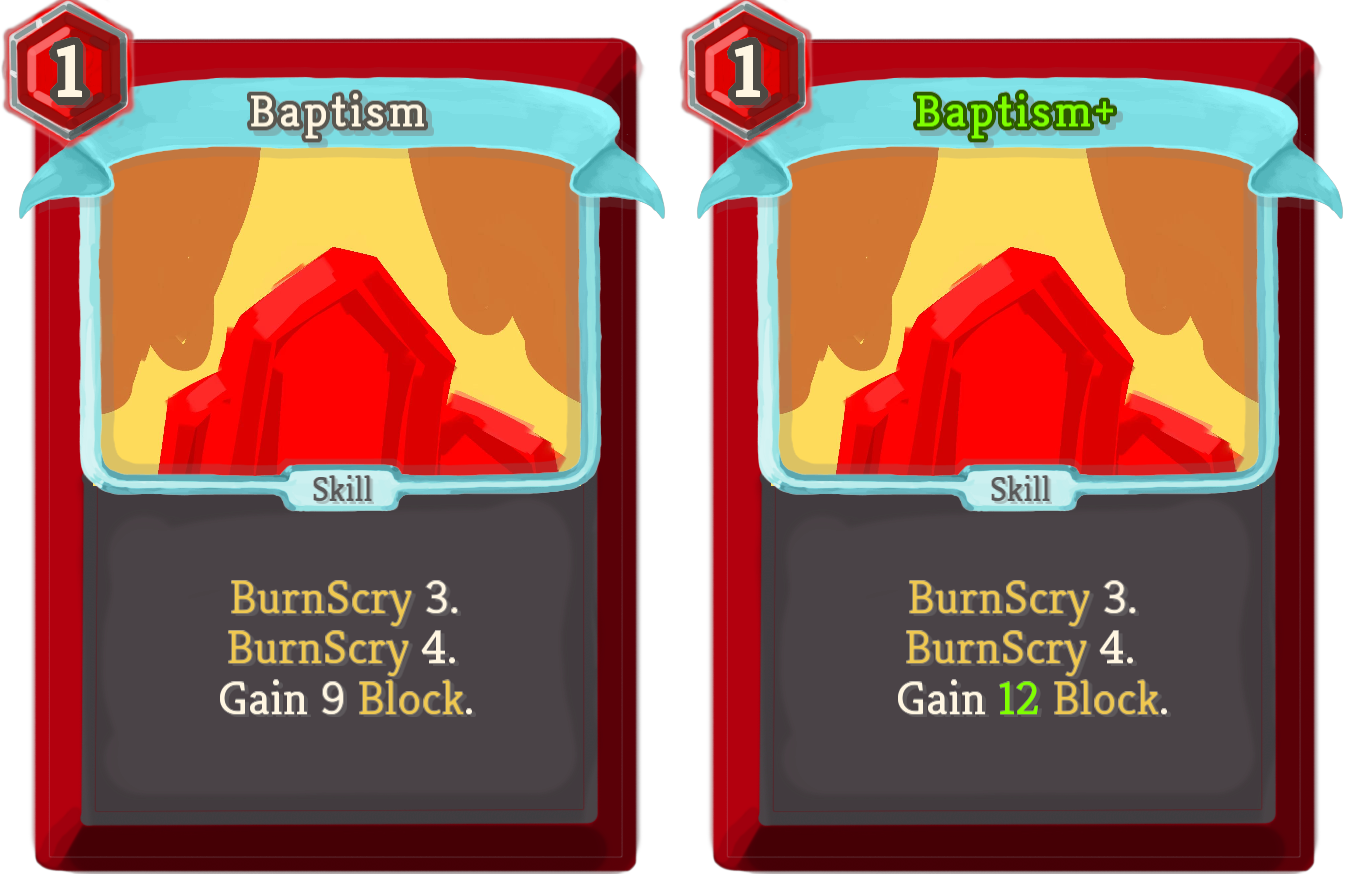 1
Baptism
Skill
BurnScry 3.
BurnScry 4.
Gain 9 Block.
1
Baptism+
Skill
BurnScry 3.
BurnScry 4.
Gain 12 Block.